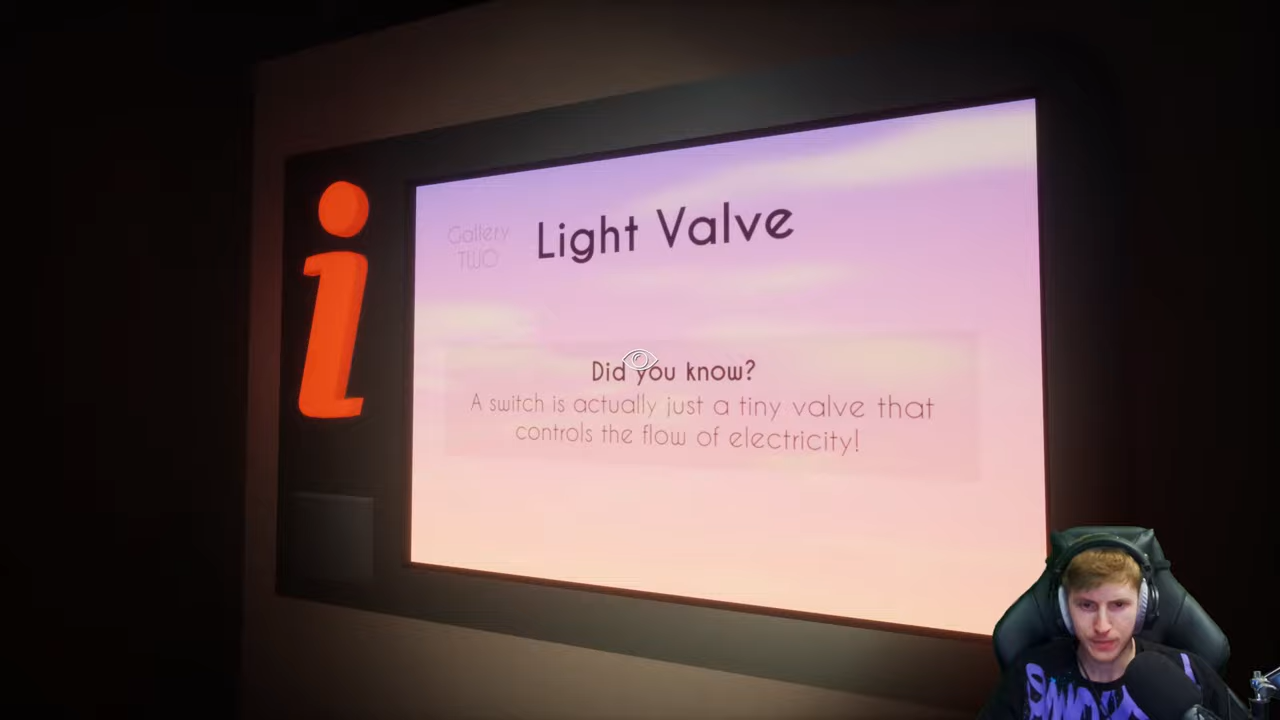 Gallery
TWO
Light Valve
Did you know?
A switch is actually just a tiny valve that
controls the flow of electricity!